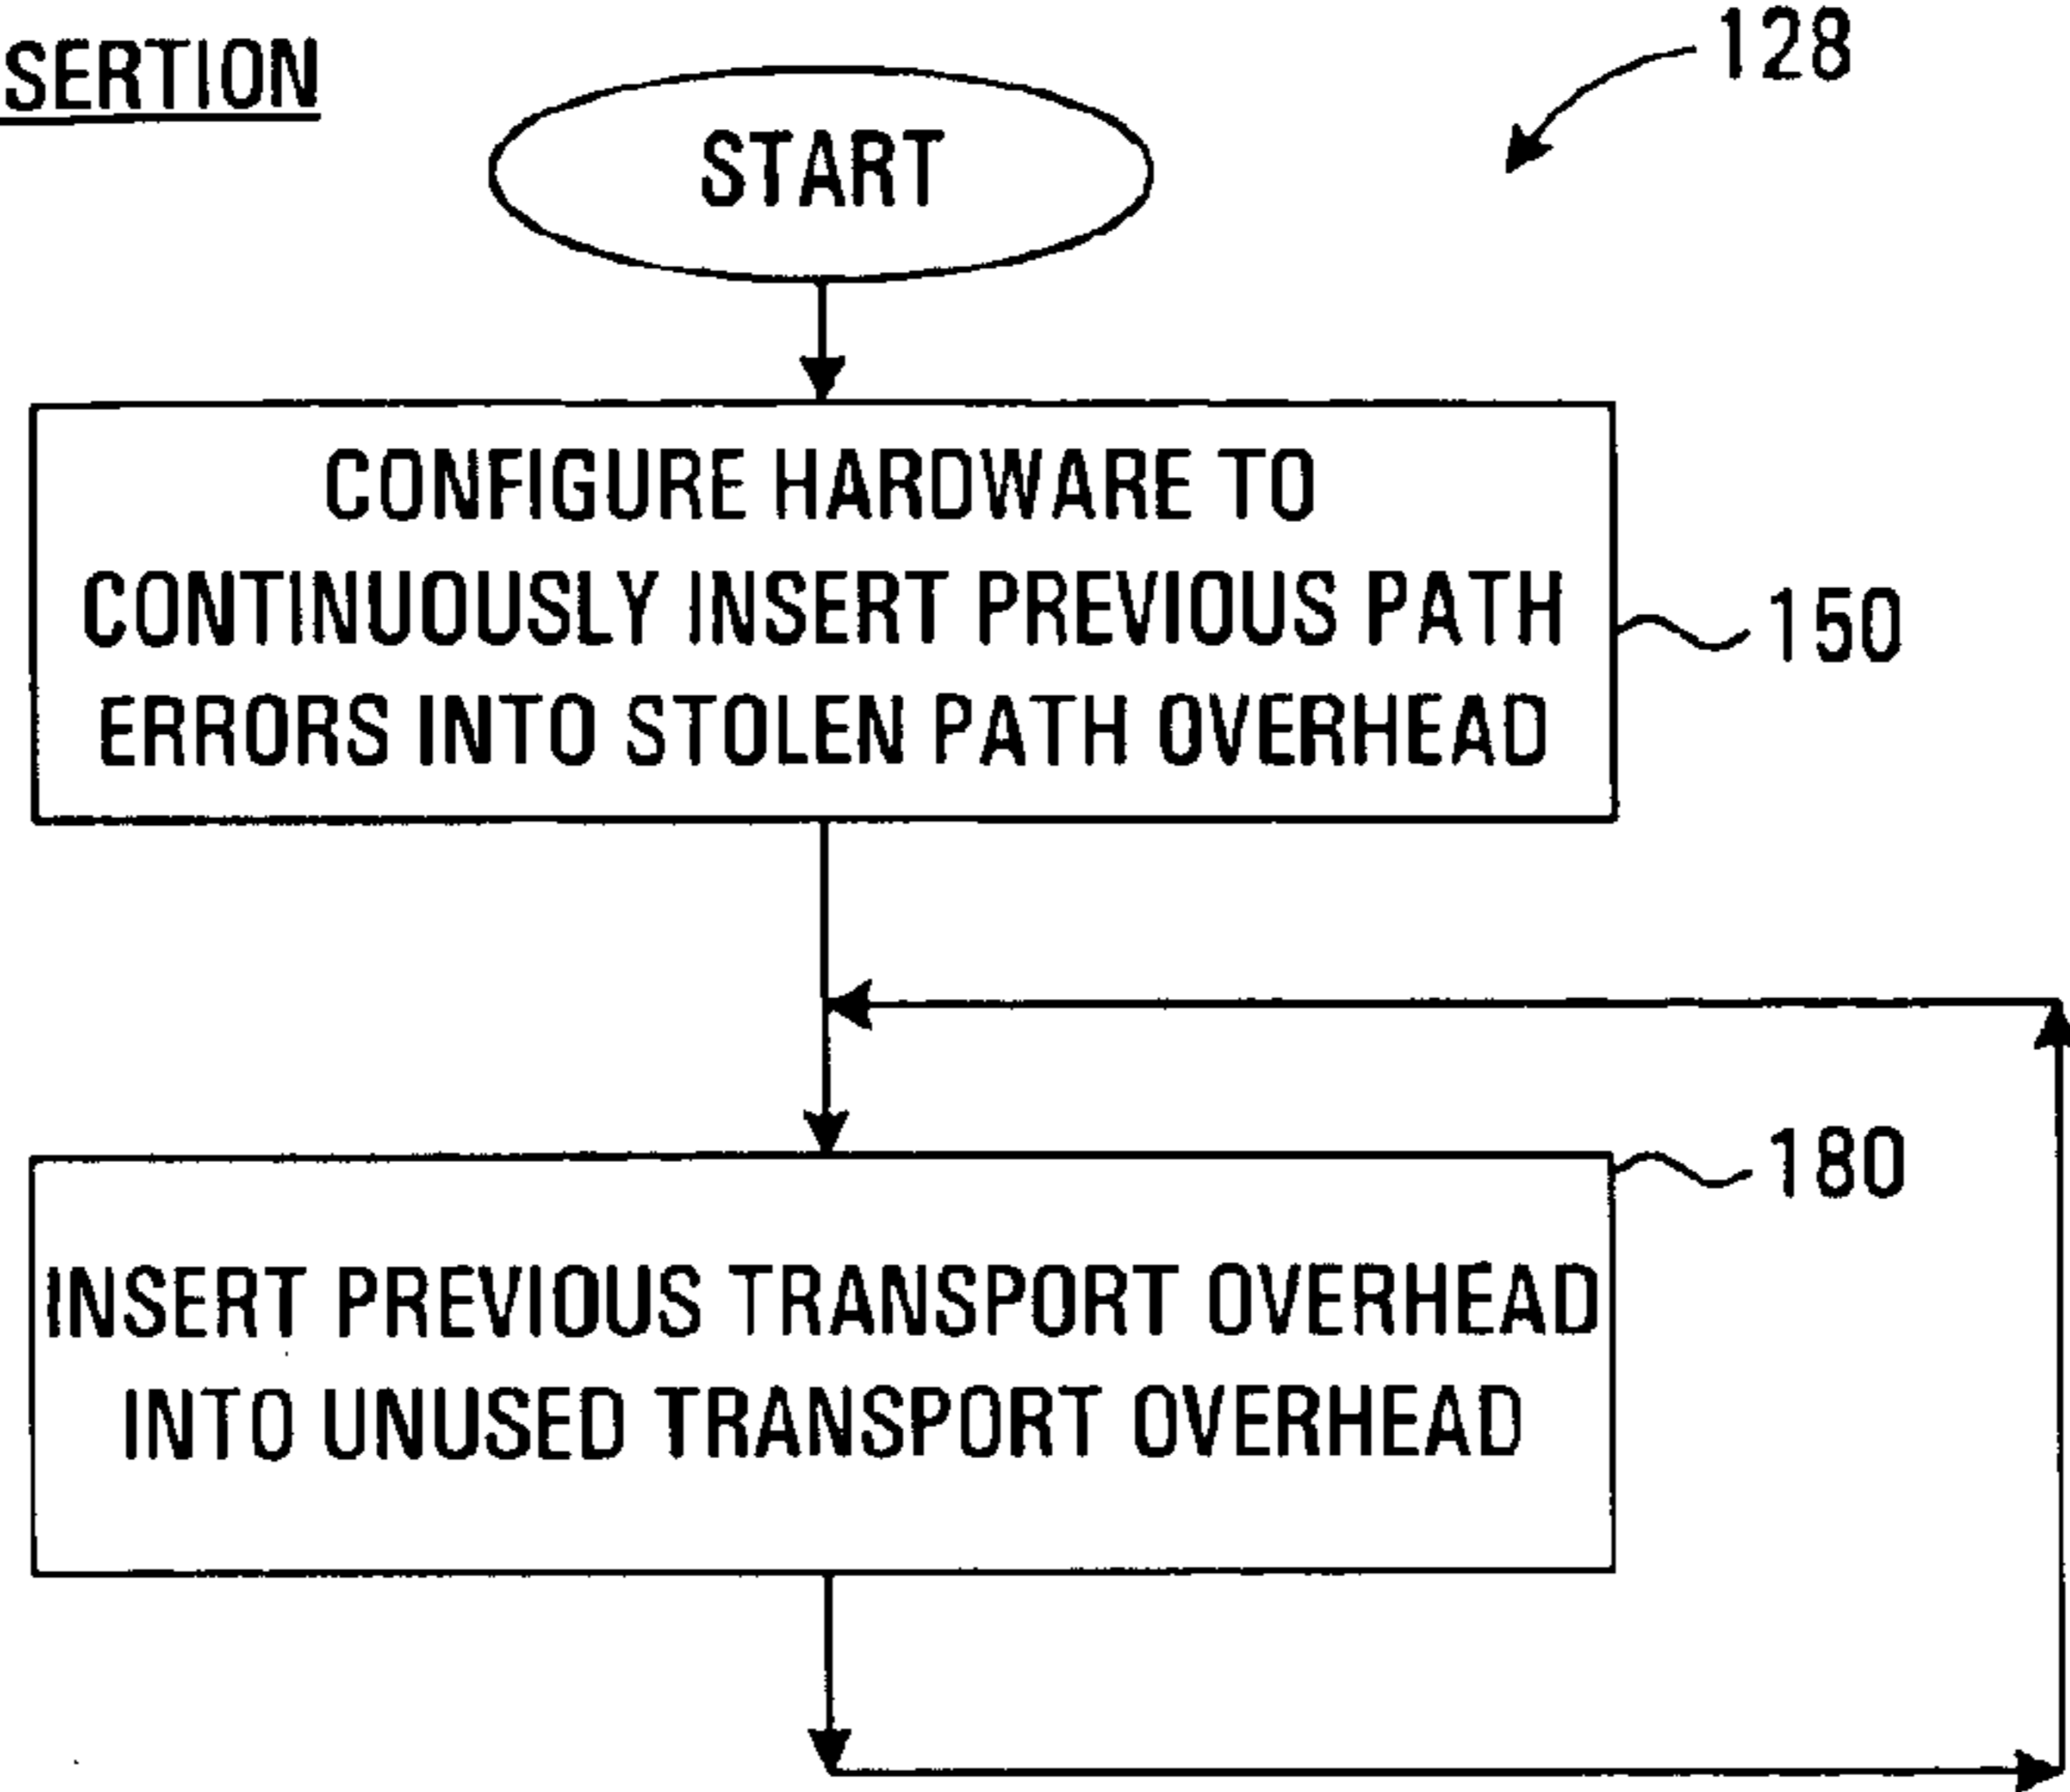 SERTION
128
START
CONFIGURE HARDWARE TO
CONTINUOUSLY INSERT PREVIOUS PATH
ERRORS INTO STOLEN PATH OVERHEAD
150
180
INSERT PREVIOUS TRANSPORT OVERHEAD
INTO UNUSED TRANSPORT OVERHEAD